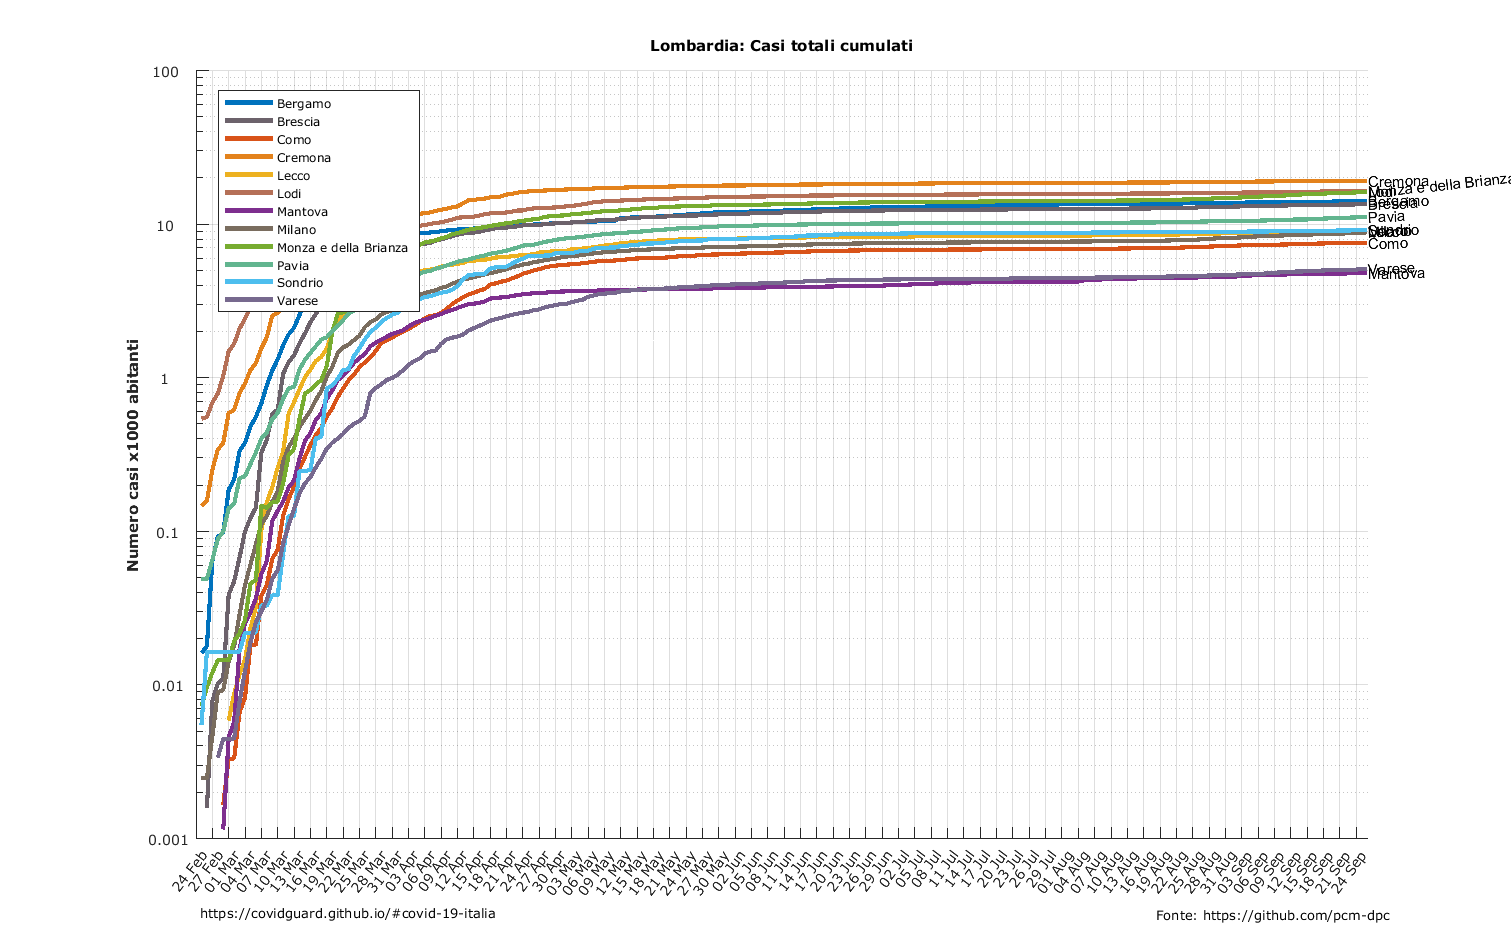 Lombardia: Casi totali cumulati
Numero casi x1000 abitanti
100
10
1
0.1
0.01
0.001
Bergamo
Brescia
Como
Cremona
Lecco
Lodi
Mantova
Milano
Monza e della Brianza
Pavia
Sondrio
Varese
Cremona
Monza e della Brianza
Lodi
Bergamo
Brescia
Pavia
Sondrio
Como
Varese
Mantova
24 Feb
27 Feb
01 Mar
04 Mar
07 Mar
10 Mar
13 Mar
16 Mar
19 Mar
22 Mar
25 Mar
28 Mar
31 Mar
03 Apr
06 Apr
09 Apr
12 Apr
15 Apr
18 Apr
21 Apr
24 Apr
27 Apr
30 Apr
03 May
06 May
09 May
12 May
15 May
18 May
21 May
24 May
27 May
30 May
02 Jun
05 Jun
08 Jun
11 Jun
14 Jun
17 Jun
20 Jun
23 Jun
26 Jun
29 Jun
02 Jul
05 Jul
08 Jul
11 Jul
14 Jul
17 Jul
20 Jul
23 Jul
26 Jul
29 Jul
01 Aug
04 Aug
07 Aug
10 Aug
13 Aug
16 Aug
19 Aug
22 Aug
25 Aug
28 Aug
31 Aug
03 Sep
06 Sep
09 Sep
12 Sep
15 Sep
18 Sep
21 Sep
24 Sep
https://covidguard.github.io/#covid-19-italia
Fonte: https://github.com/pcm-dpc